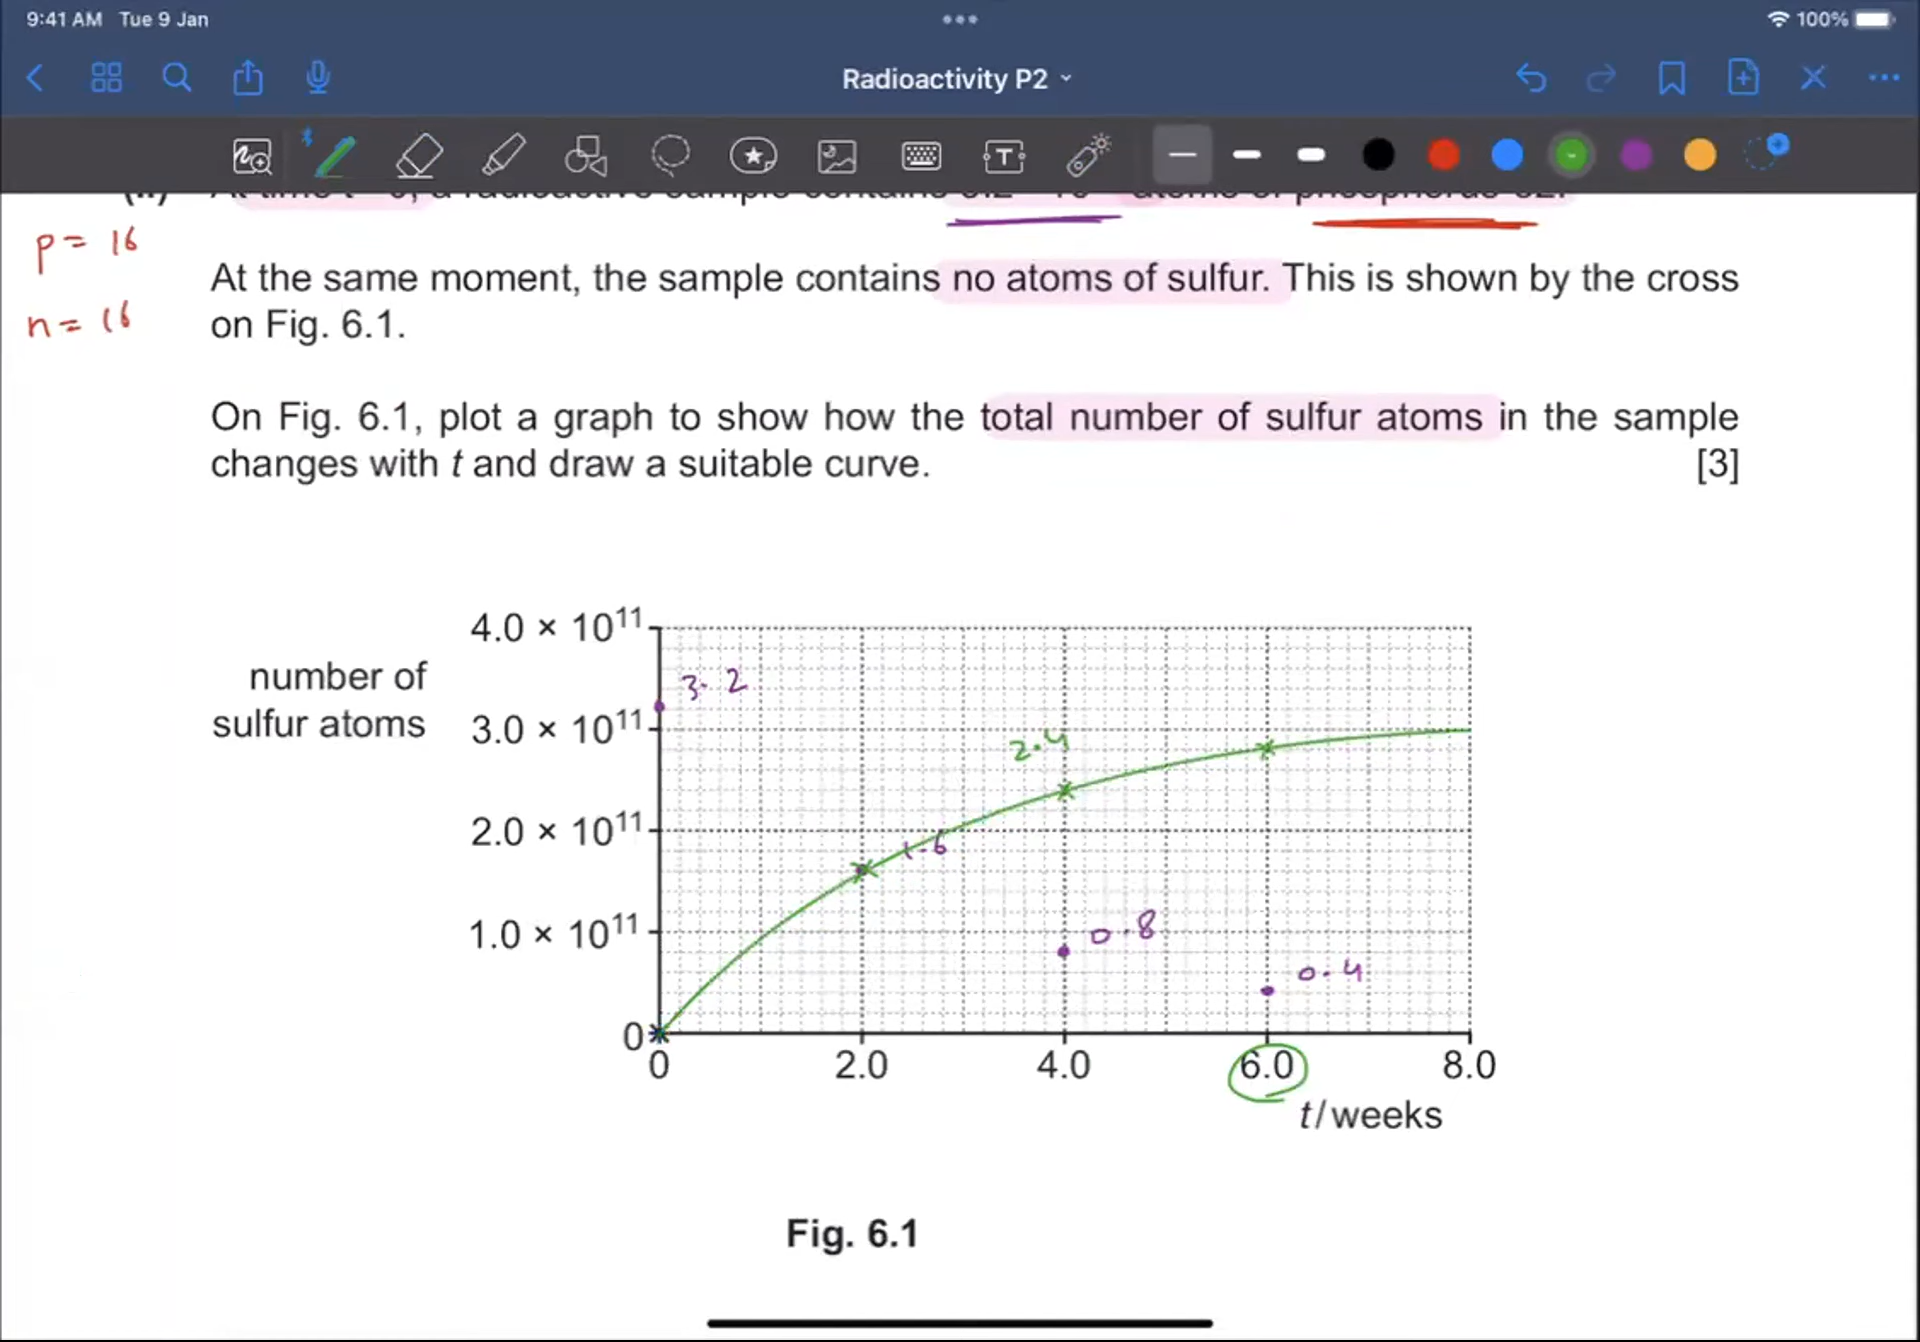 9:41 AM Tue 9 Jan
100%
Radioactivity P2
T
p = 16
n = 16
At the same moment, the sample contains no atoms of sulfur. This is shown by the cross
on Fig. 6.1.
On Fig. 6.1, plot a graph to show how the total number of sulfur atoms in the sample
changes with t and draw a suitable curve. [3]
number of
sulfur atoms
4.0 × 10¹¹
3.0 × 10¹¹
2.0 × 10¹¹
1.0 × 10¹¹
0
3.2
2.4
1.6
0.8
0.4
0 2.0 4.0 6.0 8.0
t/weeks
Fig. 6.1